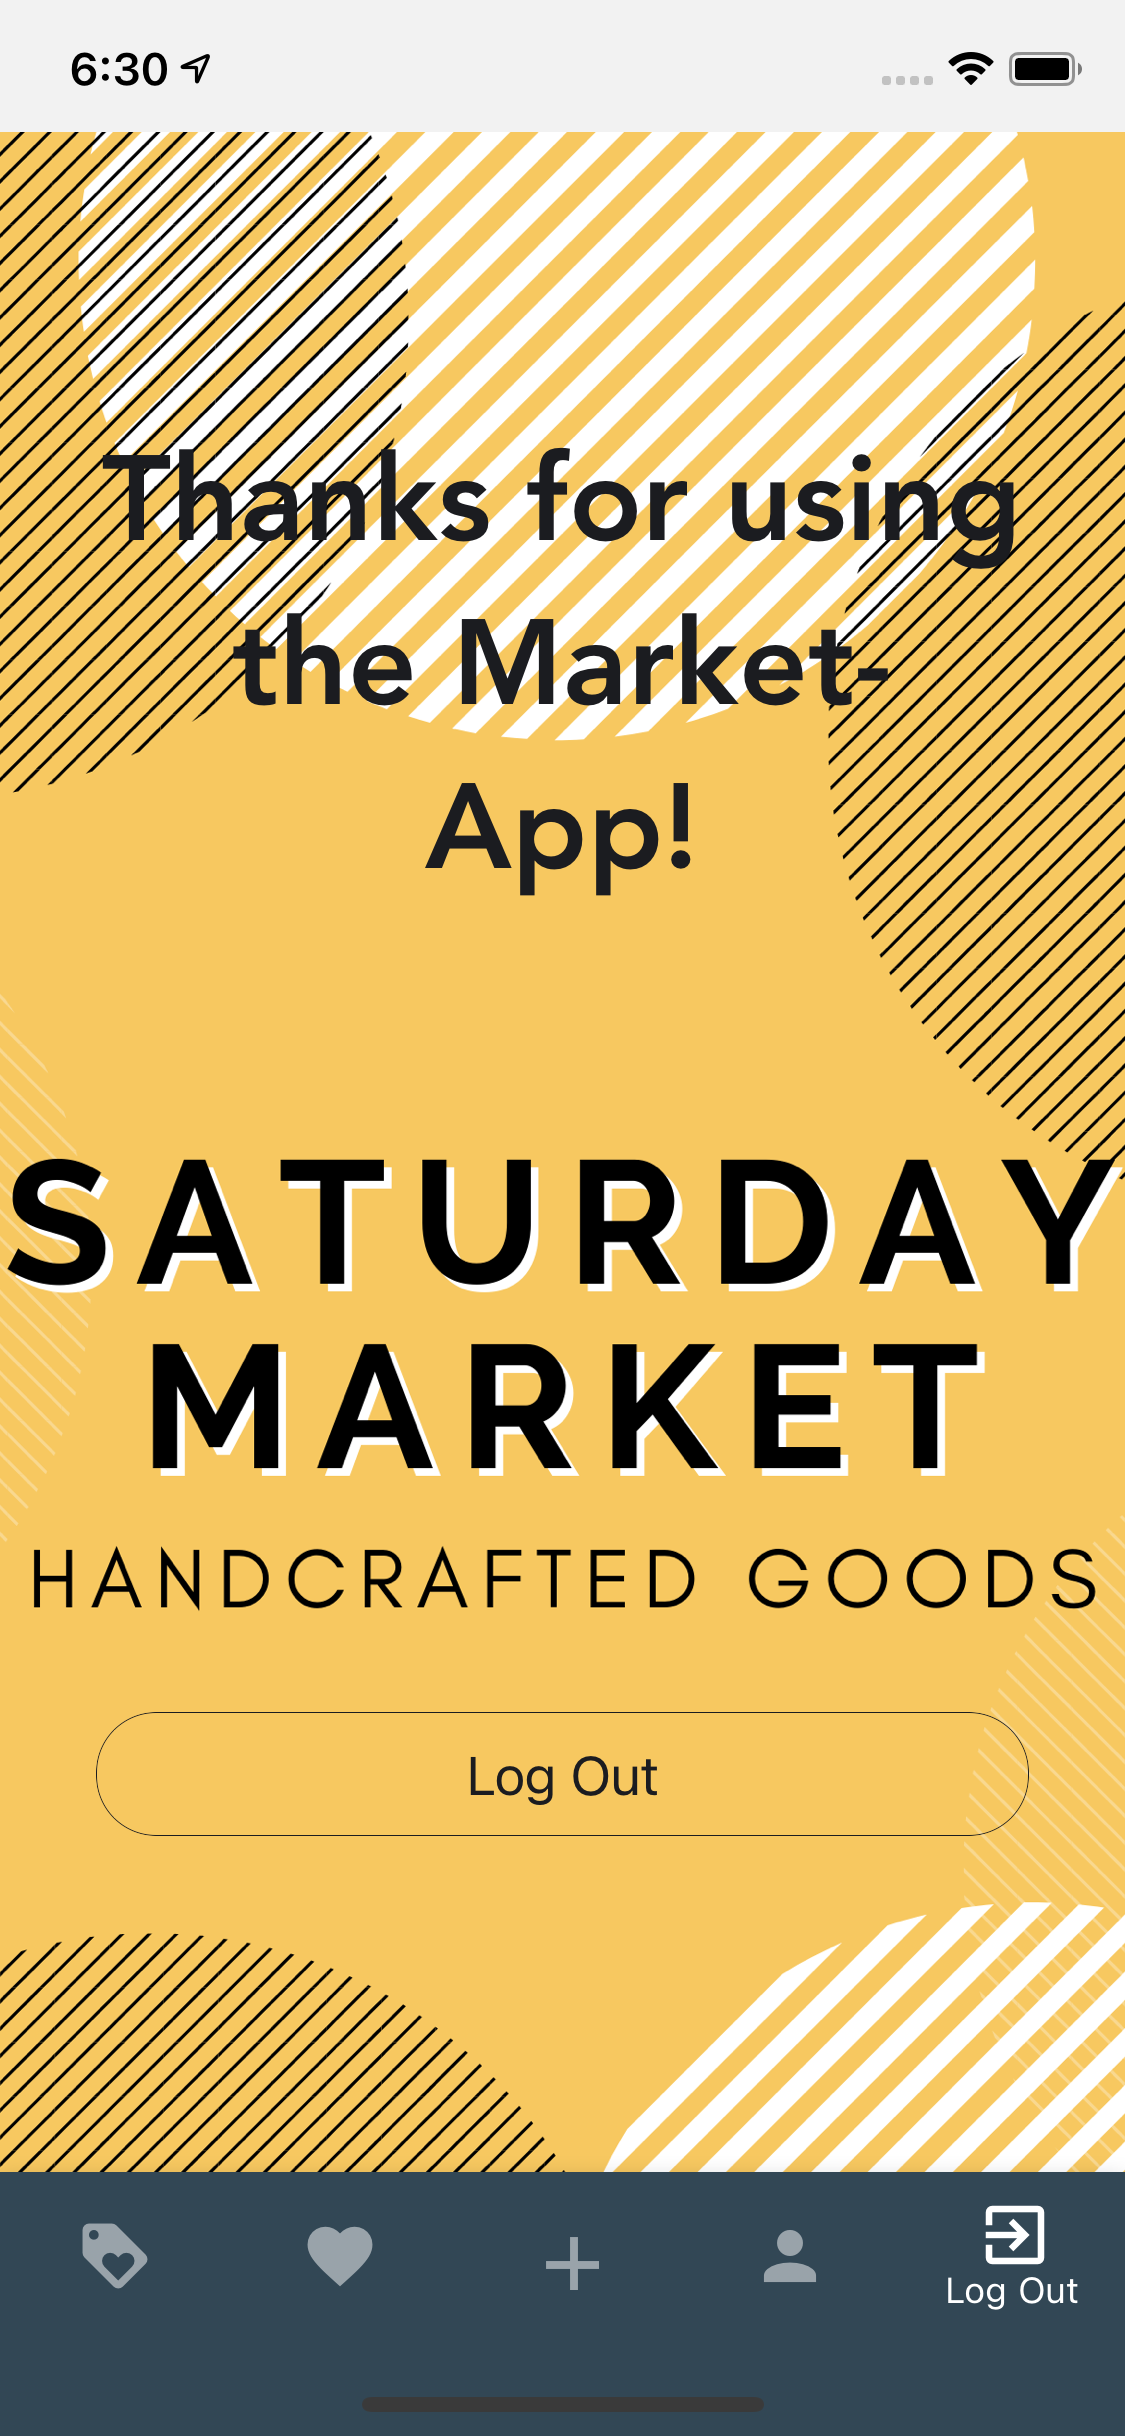 6:30
Thanks for using
the Market-
App!
SATURDAY
MARKET
HANDCRAFTED GOODS
Log Out
Log Out